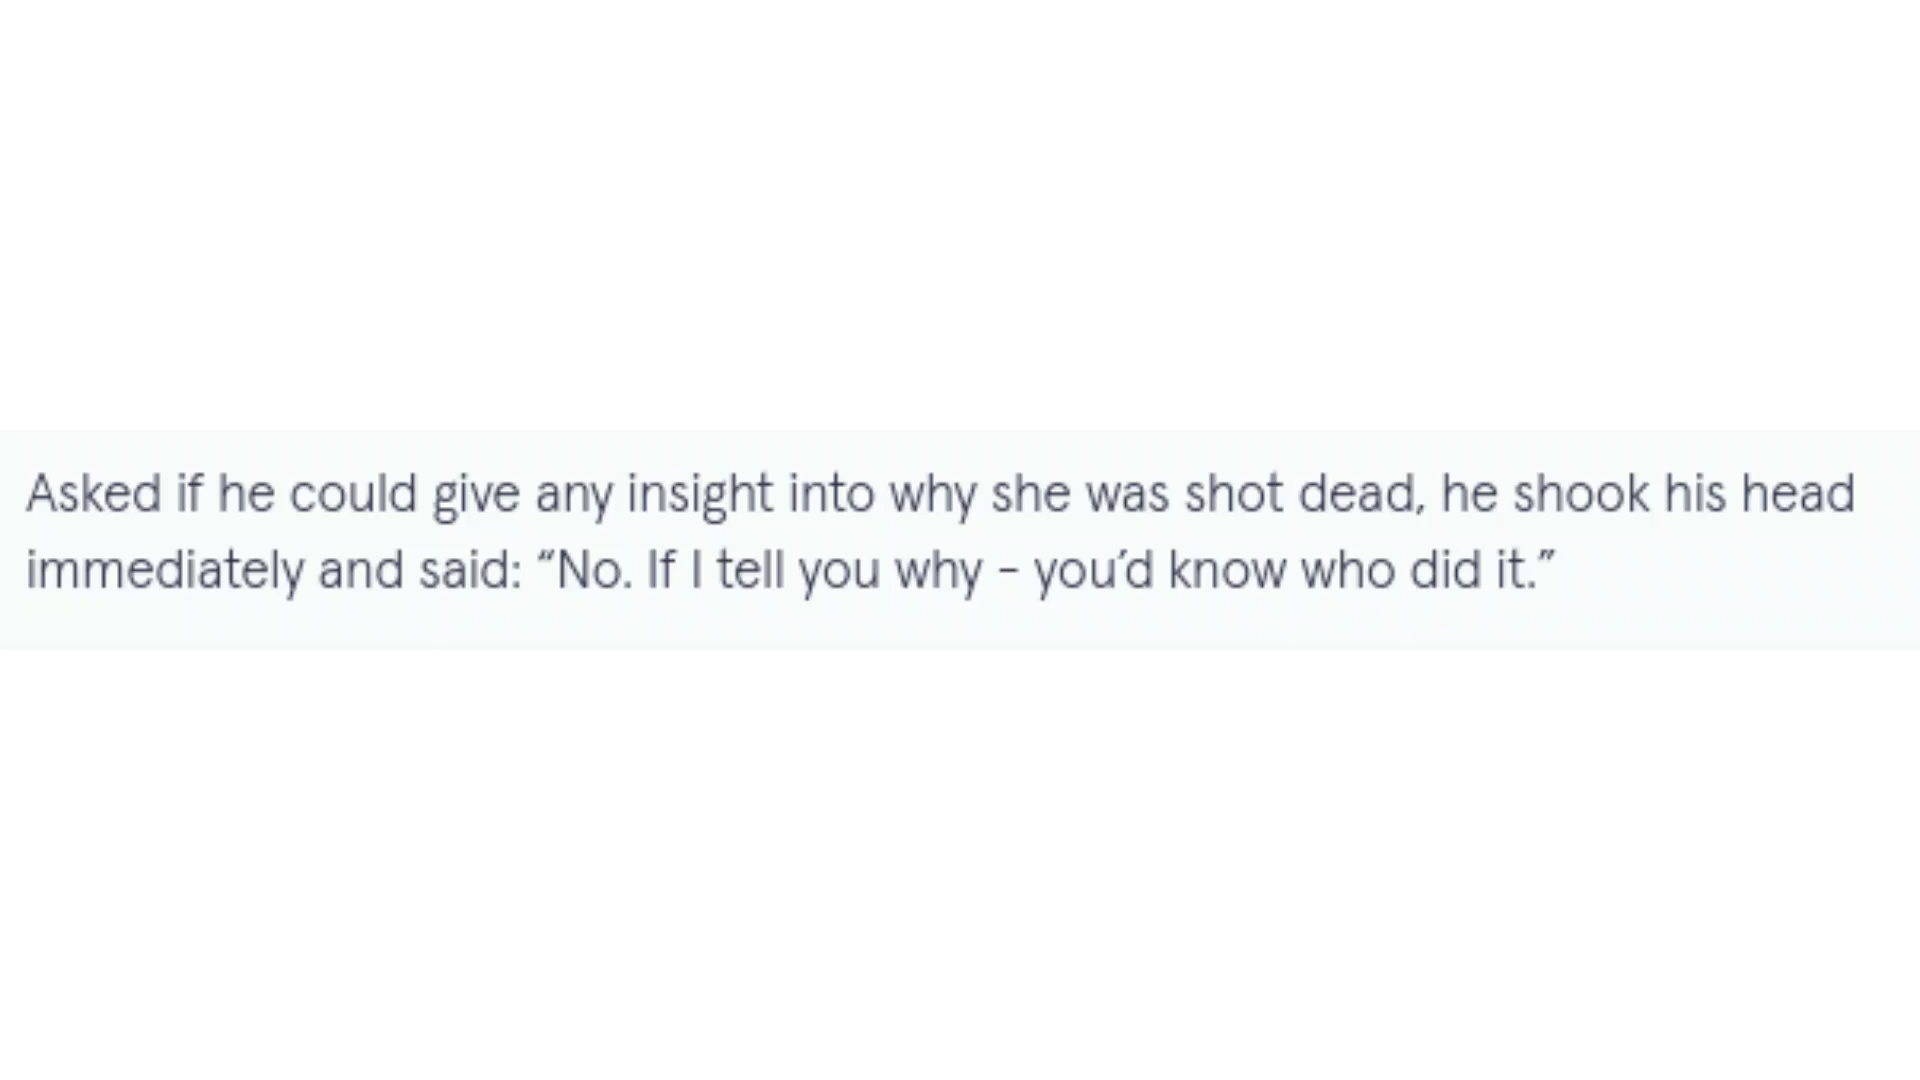 Asked if he could give any insight into why she was shot dead, he shook his head
immediately and said: “No. If I tell you why – you’d know who did it.”